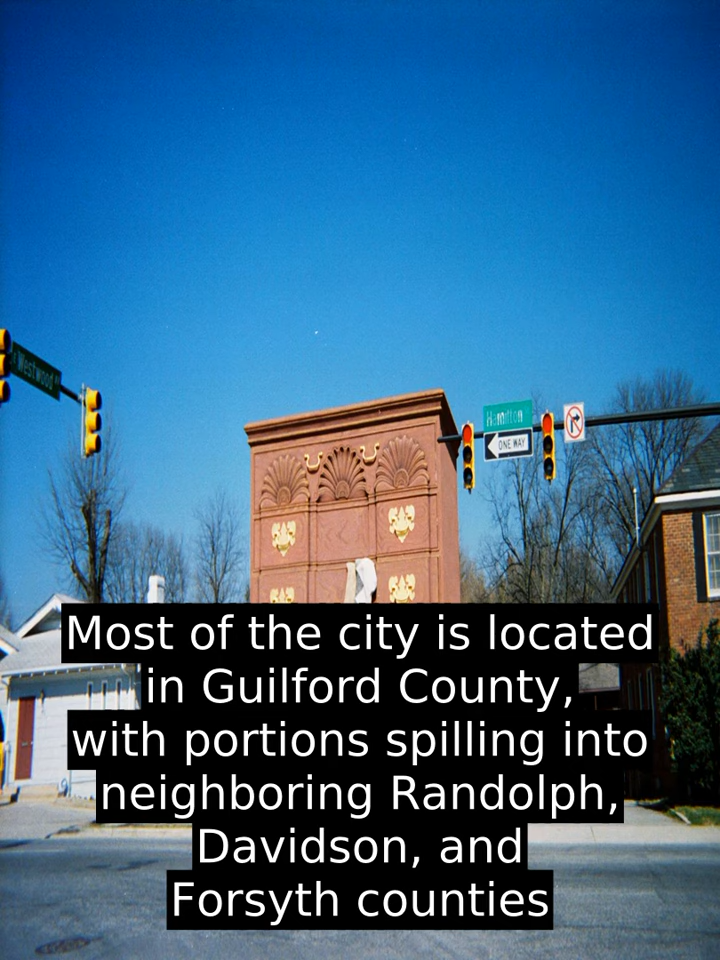 Westwood
Hamilton
ONE WAY
Most of the city is located
in Guilford County,
with portions spilling into
neighboring Randolph,
Davidson, and
Forsyth counties